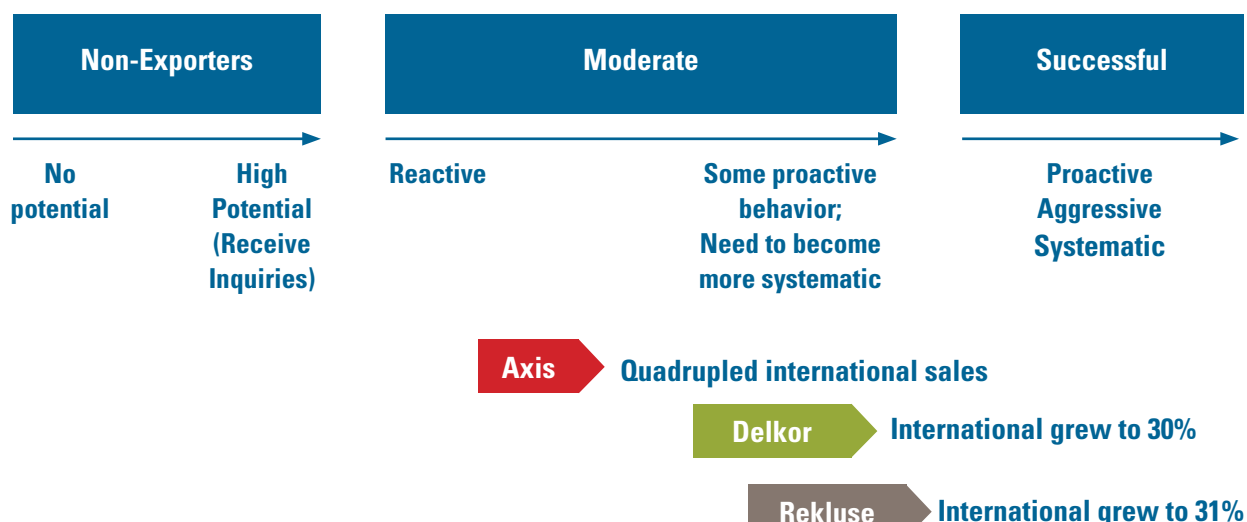 Non-Exporters
Moderate
Successful
No
potential
High
Potential
(Receive
Inquiries)
Reactive
Some proactive
behavior;
Need to become
more systematic
Proactive
Aggressive
Systematic
Axis
Quadrupled international sales
Delkor
International grew to 30%
Rekluse
International grew to 31%